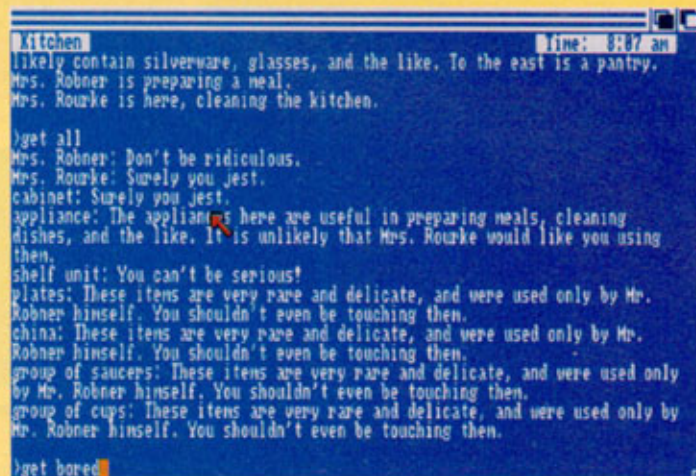 Kitchen Time: 8:07 am
likely contain silverware, glasses, and the like. To the east is a pantry.
Mrs. Robner is preparing a meal.
Mrs. Rourke is here, cleaning the kitchen.
>get all
Mrs. Robner: Don't be ridiculous.
Mrs. Rourke: Surely you jest.
cabinet: Surely you jest.
appliance: The appliances here are useful in preparing meals, cleaning
dishes, and the like. It is unlikely that Mrs. Rourke would like you using
them.
shelf unit: You can't be serious!
plates: These items are very rare and delicate, and were used only by Mr.
Robner himself. You shouldn't even be touching them.
china: These items are very rare and delicate, and were used only by Mr.
Robner himself. You shouldn't even be touching them.
group of saucers: These items are very rare and delicate, and were used only
by Mr. Robner himself. You shouldn't even be touching them.
group of cups: These items are very rare and delicate, and were used only by
Mr. Robner himself. You shouldn't even be touching them.
>get bored